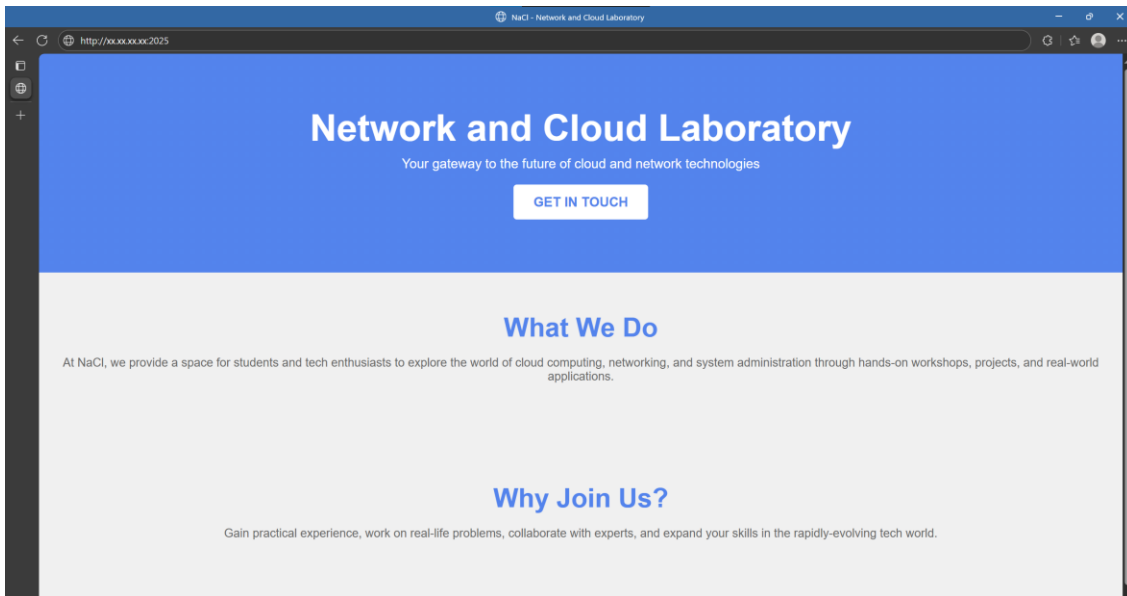 NaCl - Network and Cloud Laboratory
http://xx.xx.xx.xx:2025
Network and Cloud Laboratory
Your gateway to the future of cloud and network technologies
GET IN TOUCH
What We Do
At NaCl, we provide a space for students and tech enthusiasts to explore the world of cloud computing, networking, and system administration through hands-on workshops, projects, and real-world
applications.
Why Join Us?
Gain practical experience, work on real-life problems, collaborate with experts, and expand your skills in the rapidly-evolving tech world.